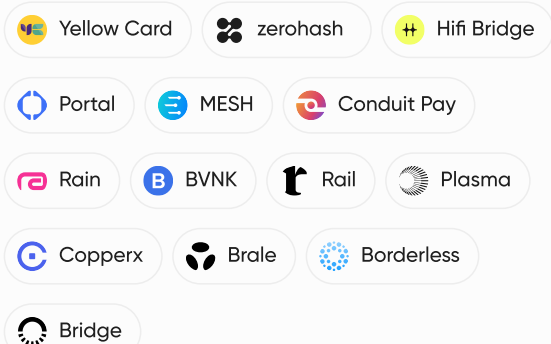 Yellow Card zerohash Hifi Bridge
Portal MESH Conduit Pay
Rain BVNK Rail Plasma
Copperx Brale Borderless
Bridge